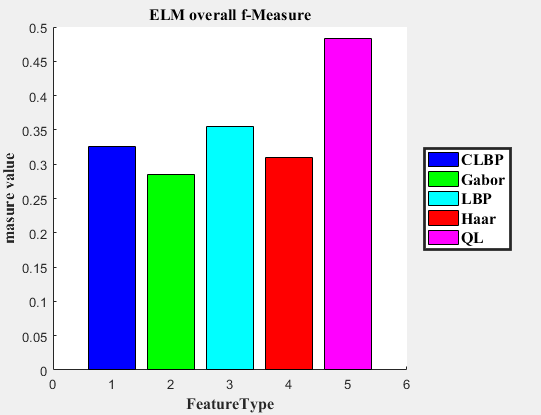 ELM overall f-Measure
masure value
0.5
0.45
0.4
0.35
0.3
0.25
0.2
0.15
0.1
0.05
0
0 1 2 3 4 5 6
FeatureType
CLBP
Gabor
LBP
Haar
QL